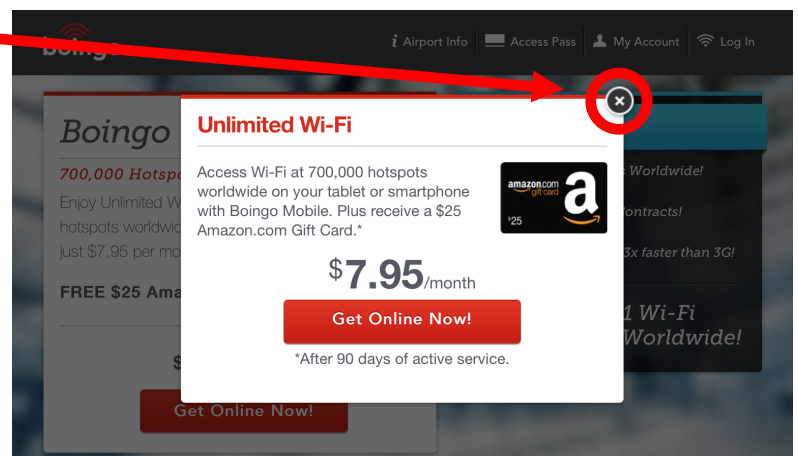 boingo
i Airport Info
Access Pass
My Account
Log In
Boingo
700,000 Hotspo
Enjoy Unlimited W
hotspots worldwid
just $7.95 per mo
FREE $25 Ama
$
Get Online Now!
Unlimited Wi-Fi
Access Wi-Fi at 700,000 hotspots
worldwide on your tablet or smartphone
with Boingo Mobile. Plus receive a $25
Amazon.com Gift Card.*
amazon.com
gift card
a
$25
$7.95/month
Get Online Now!
*After 90 days of active service.
s Worldwide!
Contracts!
3x faster than 3G!
1 Wi-Fi
Worldwide!